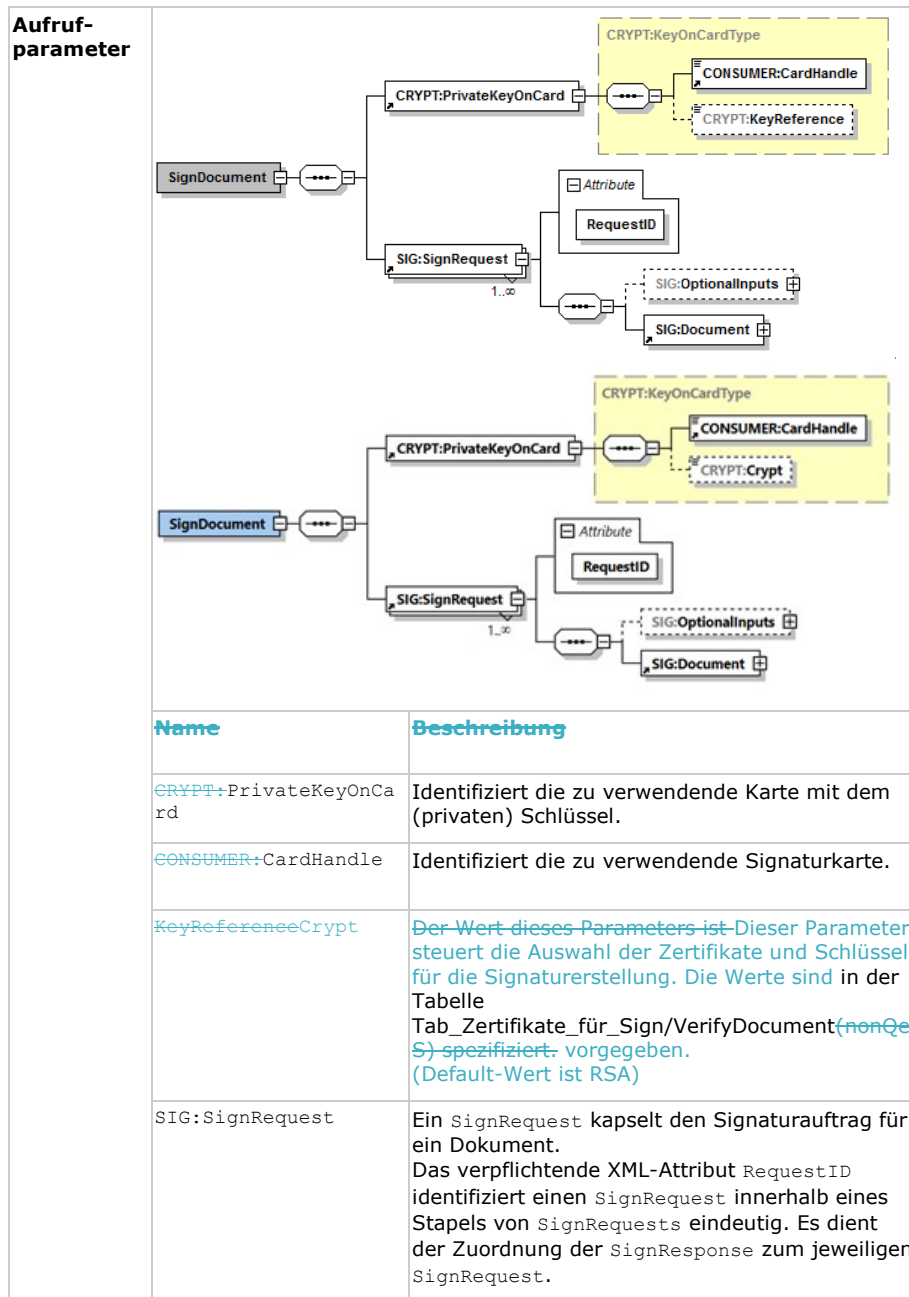 Aufruf-
parameter
CRYPT:KeyOnCardType
CONSUMER:CardHandle
CRYPT:PrivateKeyOnCard
CRYPT:KeyReference
SignDocument
Attribute
RequestID
SIG:SignRequest
1..∞
SIG:OptionalInputs
SIG:Document
CRYPT:KeyOnCardType
CONSUMER:CardHandle
CRYPT:PrivateKeyOnCard
CRYPT:Crypt
SignDocument
Attribute
RequestID
SIG:SignRequest
1..∞
SIG:OptionalInputs
SIG:Document
Name Beschreibung
CRYPT:PrivateKeyOnCa
rd
Identifiziert die zu verwendende Karte mit dem
(privaten) Schlüssel.
CONSUMER:CardHandle Identifiziert die zu verwendende Signaturkarte.
KeyReferenceCrypt
Der Wert dieses Parameters ist Dieser Parameter
steuert die Auswahl der Zertifikate und Schlüssel
für die Signaturerstellung. Die Werte sind in der
Tabelle
Tab_Zertifikate_für_Sign/VerifyDocument(nonQe
S) spezifiziert. vorgegeben.
(Default-Wert ist RSA)
SIG:SignRequest
Ein SignRequest kapselt den Signaturauftrag für
ein Dokument.
Das verpflichtende XML-Attribut RequestID
identifiziert einen SignRequest innerhalb eines
Stapels von SignRequests eindeutig. Es dient
der Zuordnung der SignResponse zum jeweiligen
SignRequest.